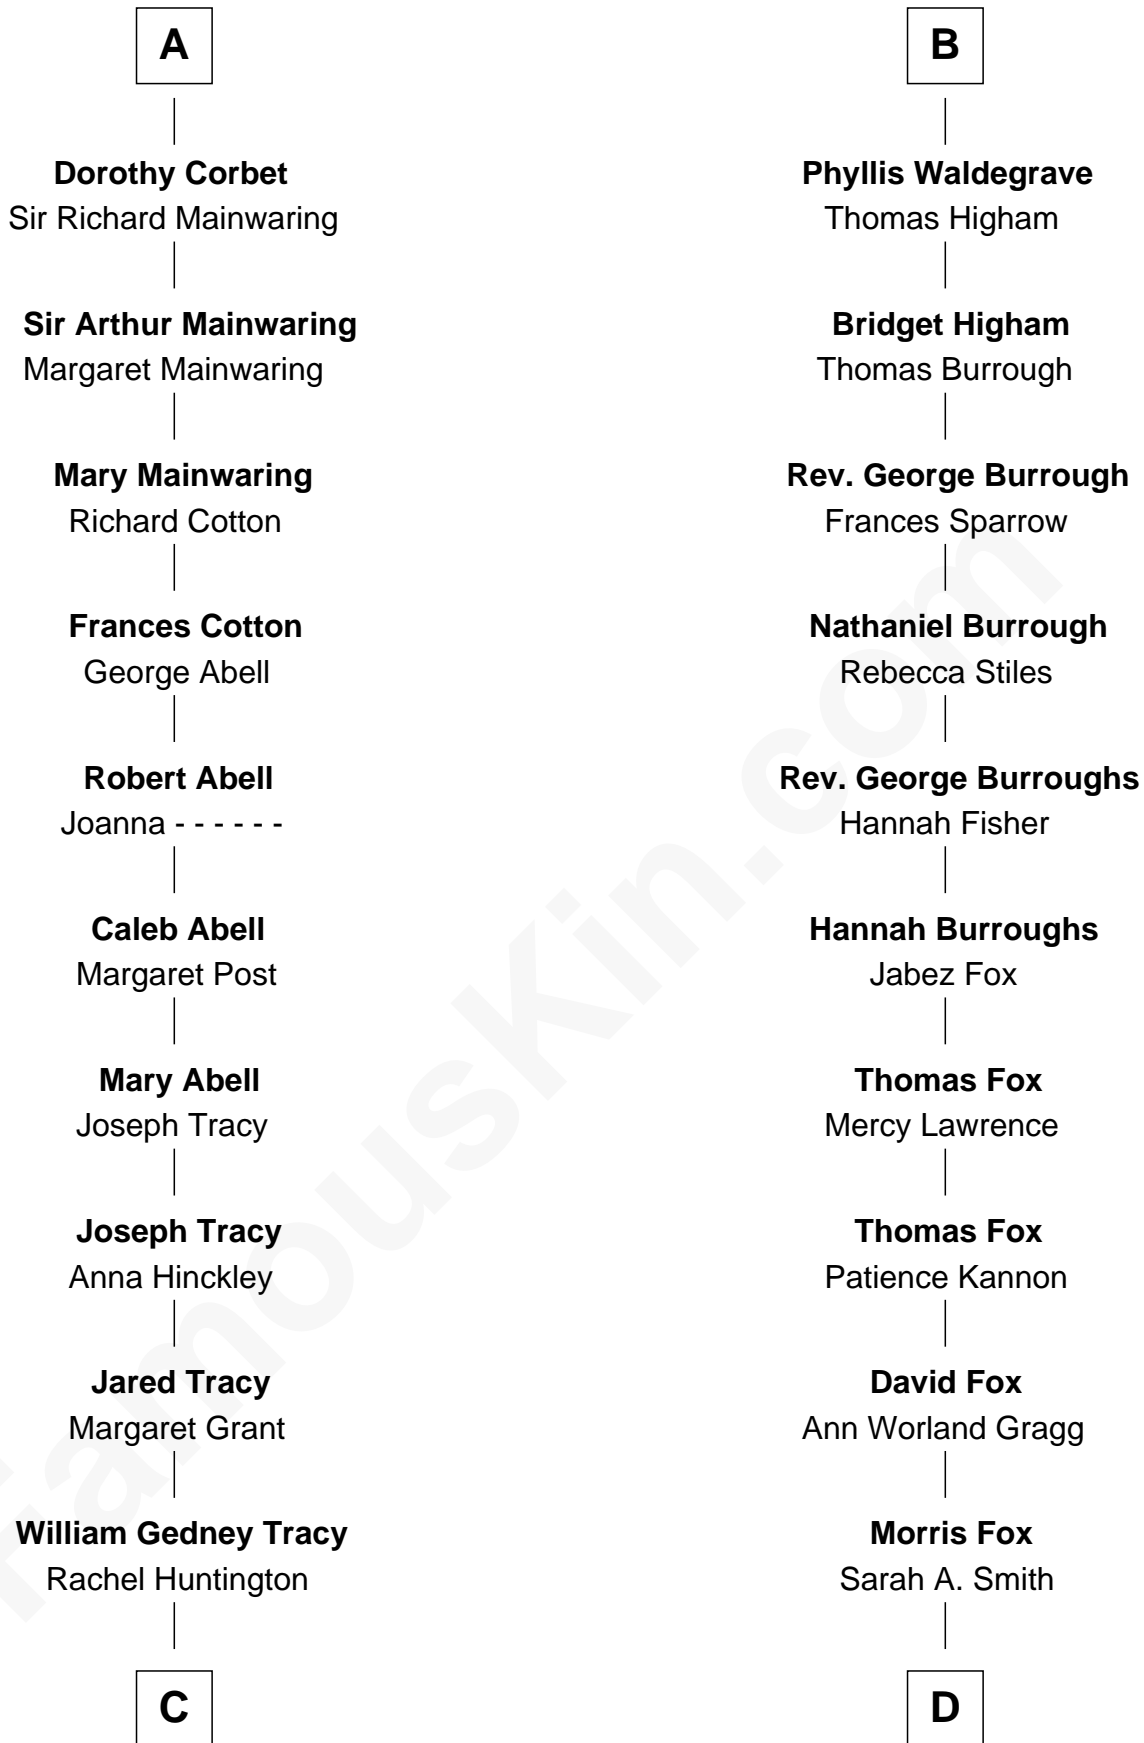 A
Dorothy Corbet
Sir Richard Mainwaring
Sir Arthur Mainwaring
Margaret Mainwaring
Mary Mainwaring
Richard Cotton
Frances Cotton
George Abell
Robert Abell
Joanna - - - - - -
Caleb Abell
Margaret Post
Mary Abell
Joseph Tracy
Joseph Tracy
Anna Hinckley
Jared Tracy
Margaret Grant
William Gedney Tracy
Rachel Huntington
C
B
Phyllis Waldegrave
Thomas Higham
Bridget Higham
Thomas Burrough
Rev. George Burrough
Frances Sparrow
Nathaniel Burrough
Rebecca Stiles
Rev. George Burroughs
Hannah Fisher
Hannah Burroughs
Jabez Fox
Thomas Fox
Mercy Lawrence
Thomas Fox
Patience Kannon
David Fox
Ann Worland Gragg
Morris Fox
Sarah A. Smith
D
FamousKin.com